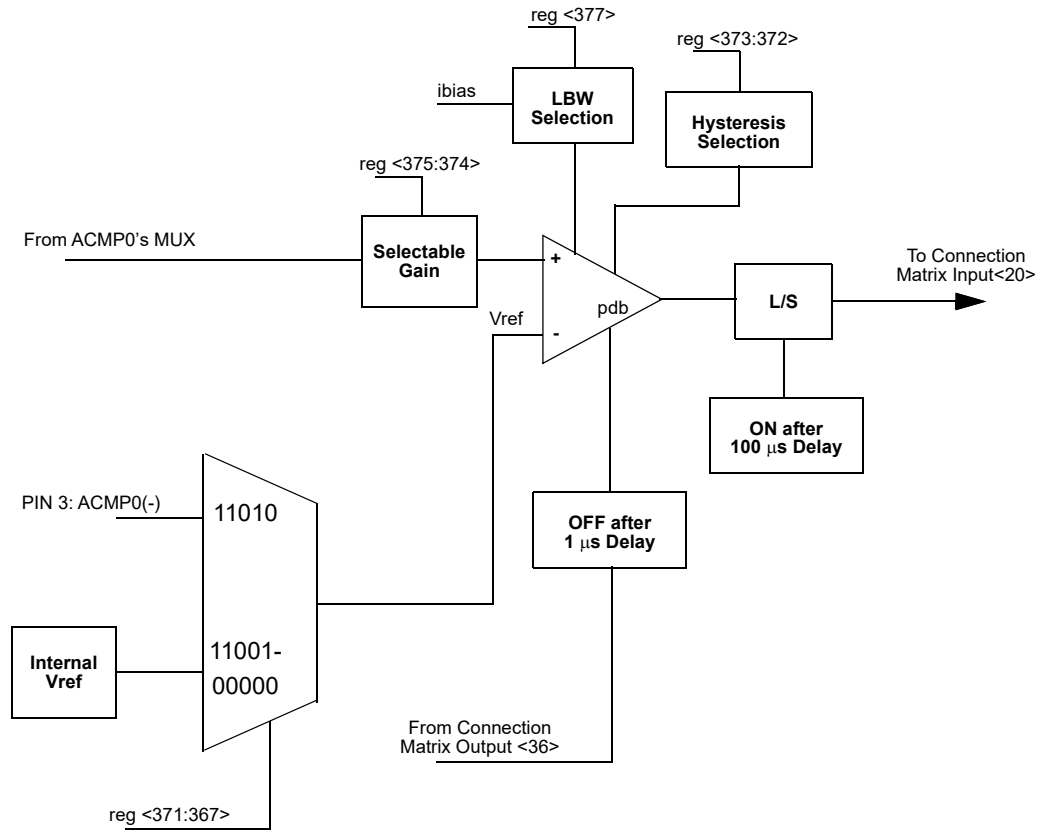 reg <377>
reg <373:372>
ibias
LBW
Selection
Hysteresis
Selection
reg <375:374>
From ACMP0's MUX
Selectable
Gain
+
To Connection
Matrix Input<20>
L/S
pdb
Vref
-
ON after
100 μs Delay
PIN 3: ACMP0(-)
11010
OFF after
1 μs Delay
Internal
Vref
11001-
00000
From Connection
Matrix Output <36>
reg <371:367>